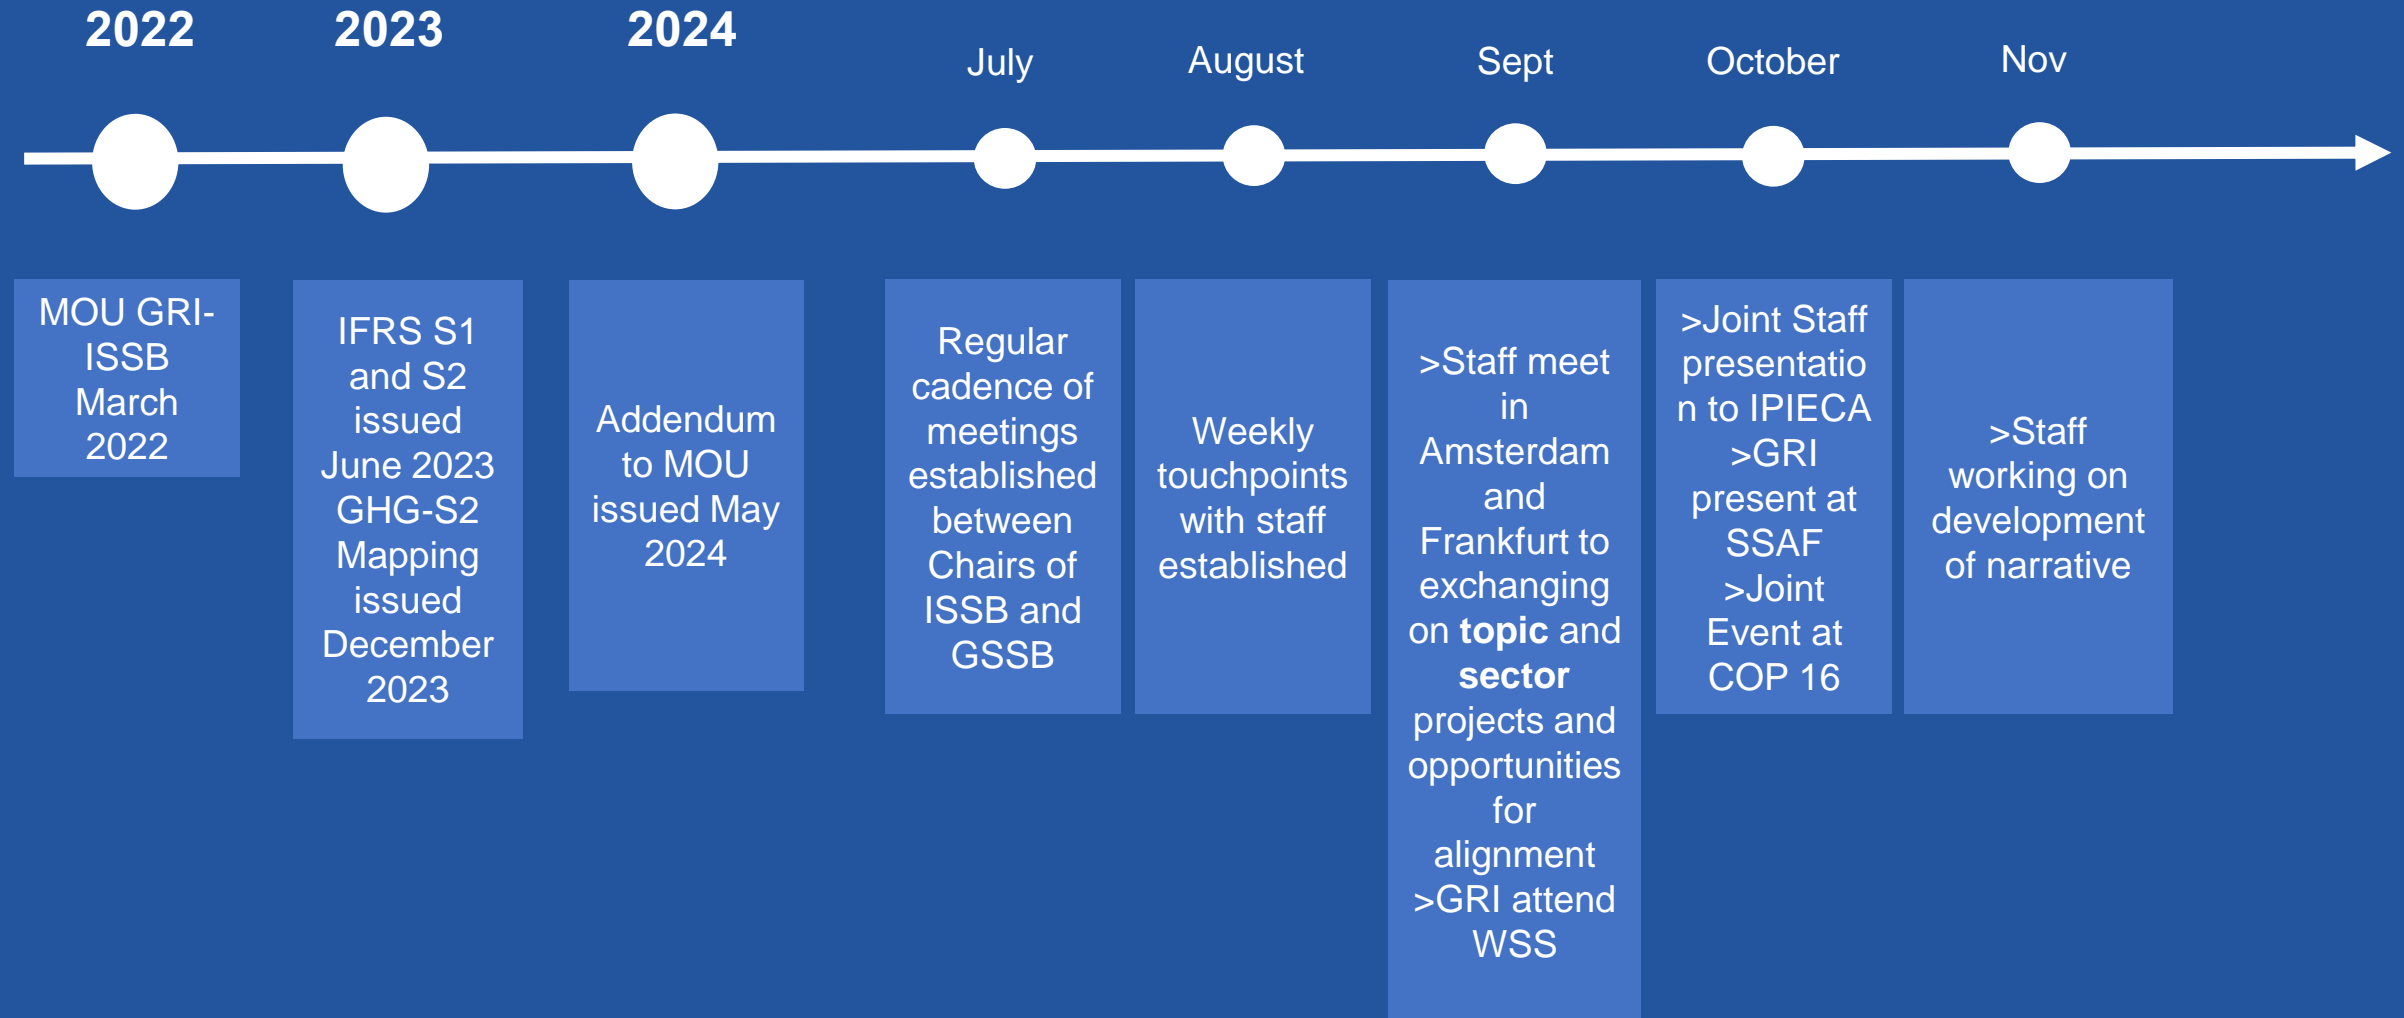 2022
2023
2024
July
August
Sept
October
Nov
MOU GRI-
ISSB
March
2022
IFRS S1
and S2
issued
June 2023
GHG-S2
Mapping
issued
December
2023
Addendum
to MOU
issued May
2024
Regular
cadence of
meetings
established
between
Chairs of
ISSB and
GSSB
Weekly
touchpoints
with staff
established
>Staff meet
in
Amsterdam
and
Frankfurt to
exchanging
on topic and
sector
projects and
opportunities
for
alignment
>GRI attend
WSS
>Joint Staff
presentatio
n to IPIECA
>GRI
present at
SSAF
>Joint
Event at
COP 16
>Staff
working on
development
of narrative